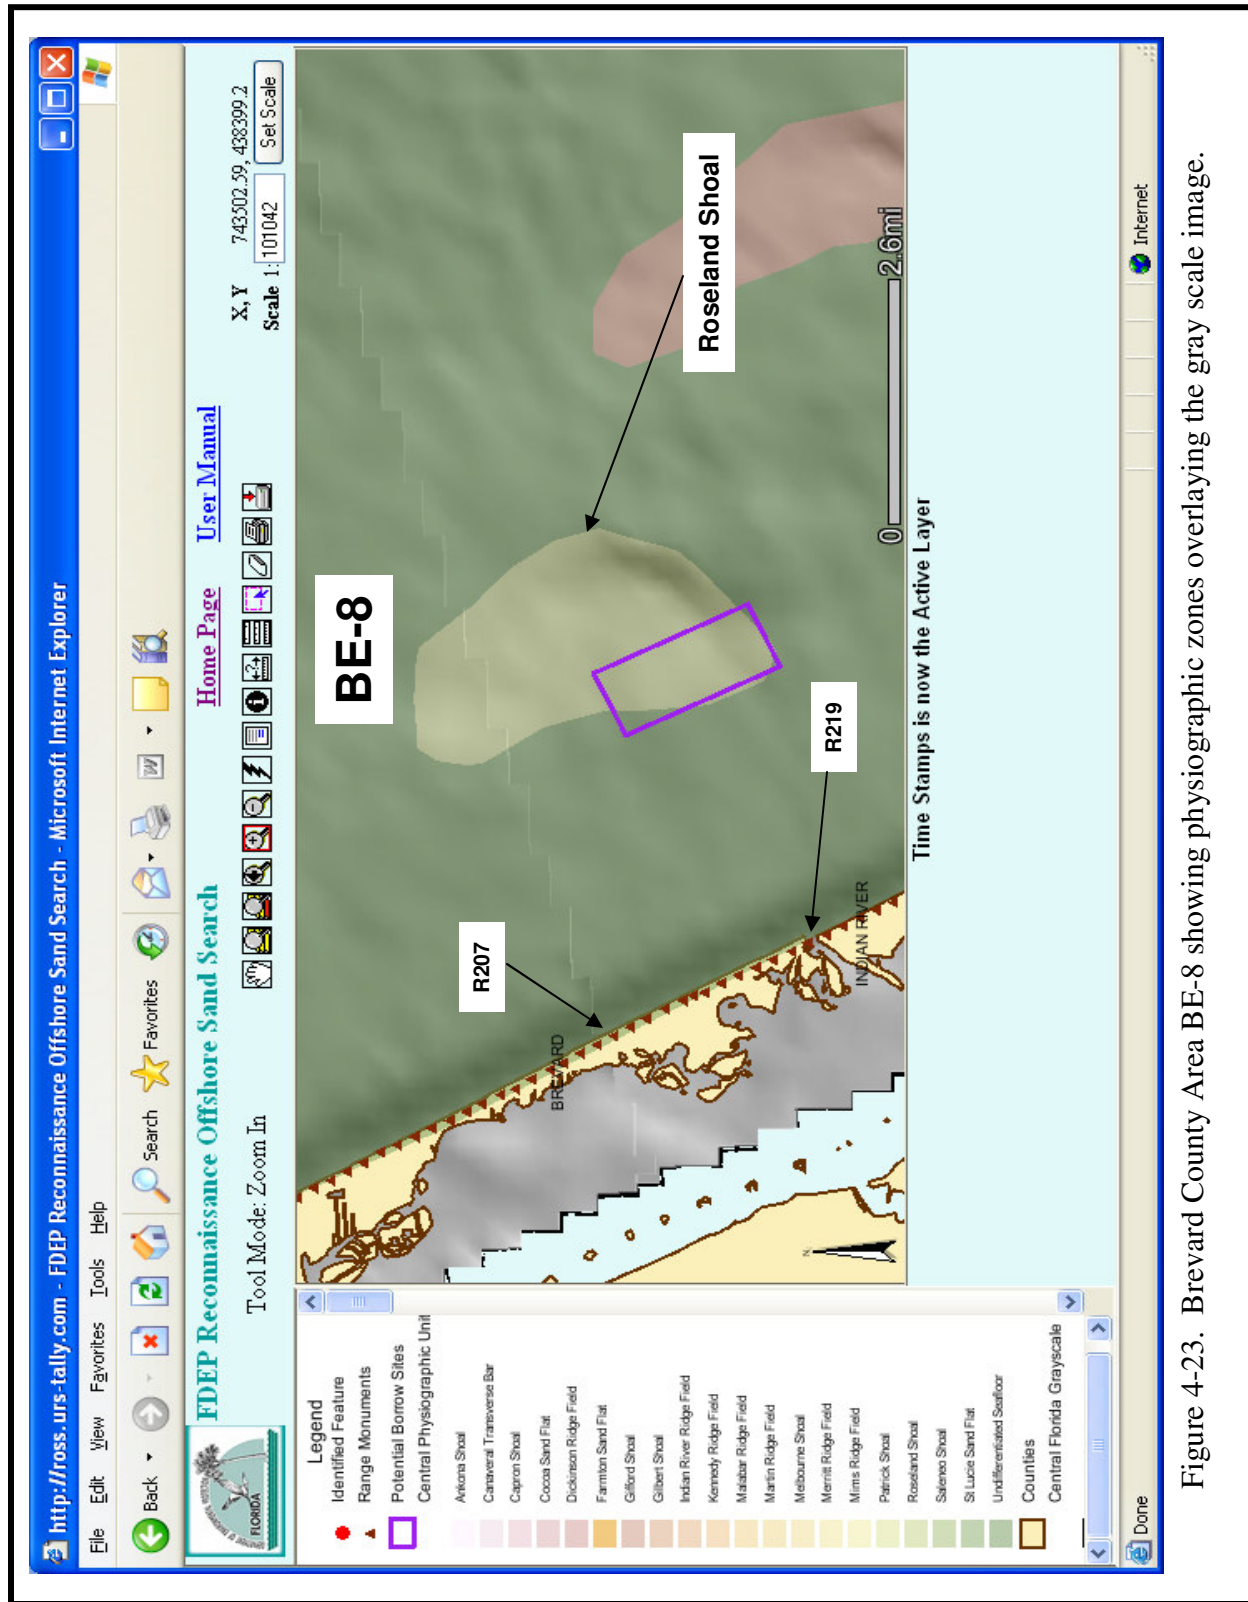 http://ross.urs-tally.com - FDEP Reconnaissance Offshore Sand Search - Microsoft Internet Explorer
File Edit View Favorites Tools Help
Back Search Favorites
FLORIDA
FDEP Reconnaissance Offshore Sand Search
Home Page User Manual
X, Y 743502.59, 438399.2
Tool Mode: Zoom In
Scale 1: 101042 Set Scale
Legend
Identified Feature
Range Monuments
Potential Borrow Sites
Central Physiographic Unit
Ankona Shoal
Canaveral Transverse Bar
Capron Shoal
Cocoa Sand Flat
Dickinson Ridge Field
Farmton Sand Flat
Gifford Shoal
Gilbert Shoal
Indian River Ridge Field
Kennedy Ridge Field
Malabar Ridge Field
Martin Ridge Field
Melbourne Shoal
Merritt Ridge Field
Mims Ridge Field
Patrick Shoal
Roseland Shoal
Salerno Shoal
St Lucie Sand Flat
Undifferentiated Seafloor
Counties
Central Florida Grayscale
BE-8
R207
BREVARD
Roseland Shoal
R219
INDIAN RIVER
N
0 2.6mi
Time Stamps is now the Active Layer
Done Internet
Figure 4-23. Brevard County Area BE-8 showing physiographic zones overlaying the gray scale image.